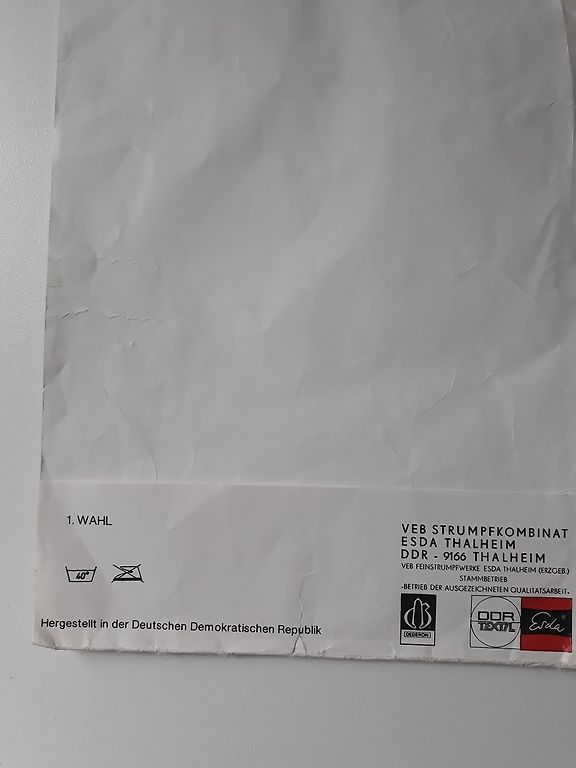 1. WAHL
40°
Hergestellt in der Deutschen Demokratischen Republik
VEB STRUMPFKOMBINAT
ESDA THALHEIM
DDR - 9166 THALHEIM
VEB FEINSTRUMPFWERKE ESDA THALHEIM (ERZGEB.)
STAMMBETRIEB
-BETRIEB DER AUSGEZEICHNETEN QUALITÄTSARBEIT-
DEDERON
DDR
TEXTIL
Esda®